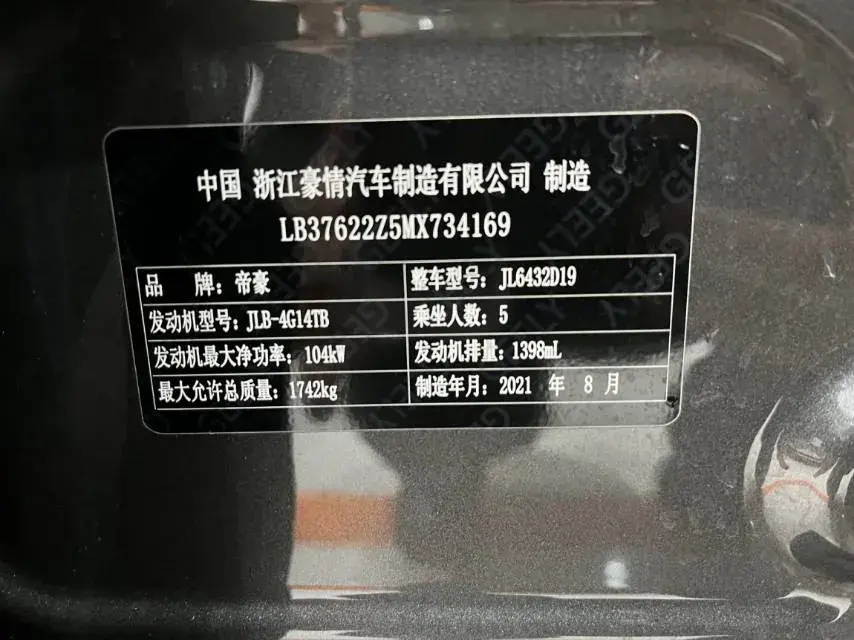 中国 浙江豪情汽车制造有限公司 制造
LB37622Z5MX734169
品 牌：帝豪 整车型号：JL6432D19
发动机型号：JLB-4G14TB 乘坐人数：5
发动机最大净功率：104kW 发动机排量：1398mL
最大允许总质量：1742kg 制造年月：2021 年 8 月